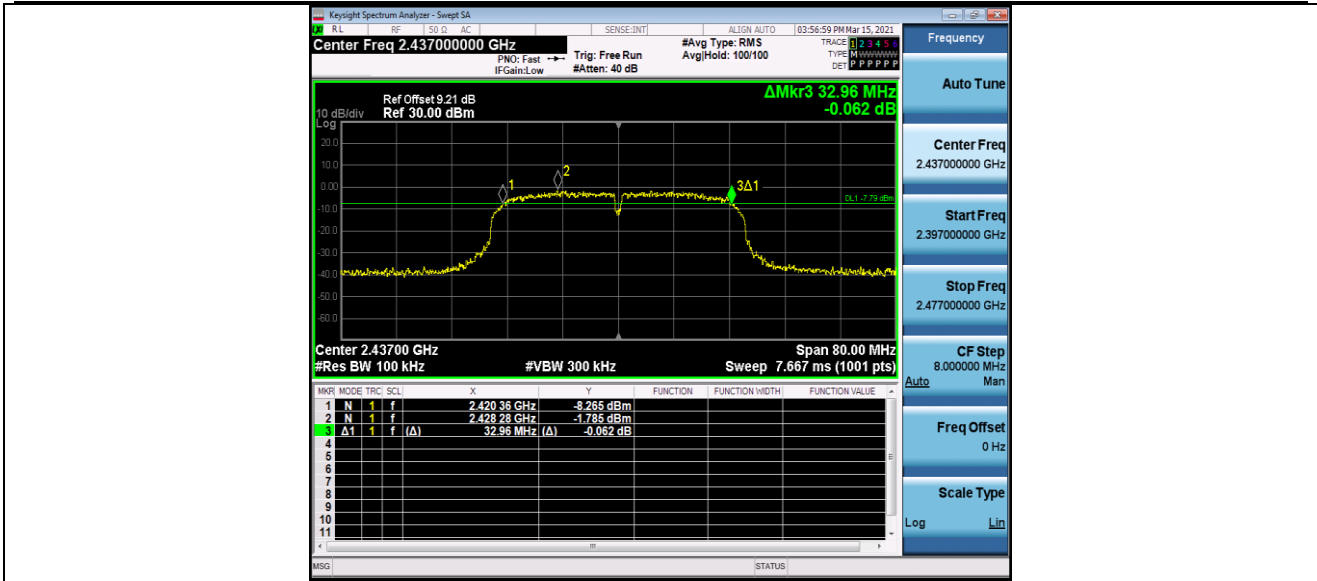 Keysight Spectrum Analyzer - Swept SA
RL RF 50 Ω AC SENSE:INT ALIGN AUTO 03:56:59 PM Mar 15, 2021
Center Freq 2.437000000 GHz
PNO: Fast
IFGain:Low
Trig: Free Run
#Atten: 40 dB
#Avg Type: RMS
Avg|Hold: 100/100
TRACE 1 2 3 4 5 6
TYPE M W W W W W
DET P P P P P P
Ref Offset 9.21 dB
Ref 30.00 dBm
10 dB/div
Log
ΔMkr3 32.96 MHz
-0.062 dB
20.0
10.0
0.00
-10.0
-20.0
-30.0
-40.0
-50.0
-60.0
1
2
3Δ1
DL1 -7.79 dBm
Center 2.43700 GHz Span 80.00 MHz
#Res BW 100 kHz #VBW 300 kHz Sweep 7.667 ms (1001 pts)
MKR MODE TRC SCL X Y FUNCTION FUNCTION WIDTH FUNCTION VALUE
1 N 1 f 2.420 36 GHz -8.265 dBm
2 N 1 f 2.428 28 GHz -1.785 dBm
3 Δ1 1 f (Δ) 32.96 MHz (Δ) -0.062 dB
4
5
6
7
8
9
10
11
MSG STATUS
Frequency
Auto Tune
Center Freq
2.437000000 GHz
Start Freq
2.397000000 GHz
Stop Freq
2.477000000 GHz
CF Step
8.000000 MHz
Auto Man
Freq Offset
0 Hz
Scale Type
Log Lin